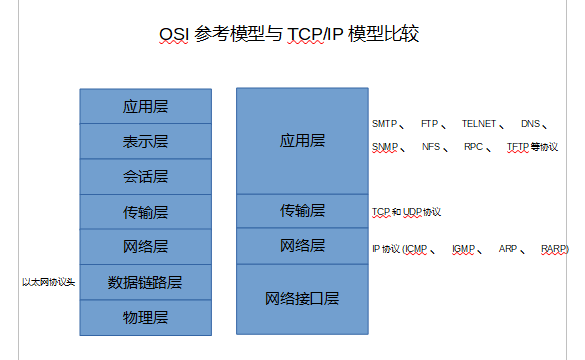 OSI 参考模型与 TCP/IP 模型比较
应用层
表示层
会话层
传输层
网络层
以太网协议头
数据链路层
物理层
应用层
SMTP、 FTP、 TELNET、 DNS、
SNMP、 NFS、 RPC、 TFTP 等协议
传输层
TCP 和 UDP 协议
网络层
IP 协议 (ICMP、 IGMP、 ARP、 RARP)
网络接口层